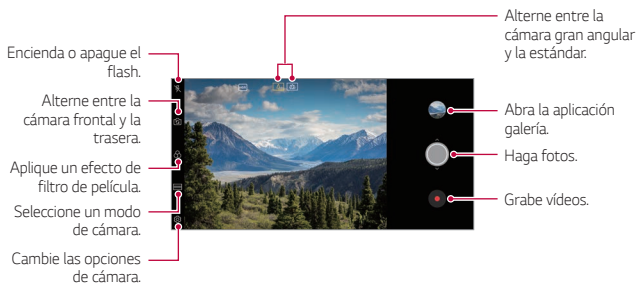 Alterne entre la
cámara gran angular
y la estándar.
Encienda o apague el
flash.
Alterne entre la
cámara frontal y la
trasera.
Aplique un efecto de
filtro de película.
Seleccione un modo
de cámara.
Cambie las opciones
de cámara.
Abra la aplicación
galería.
Haga fotos.
Grabe vídeos.